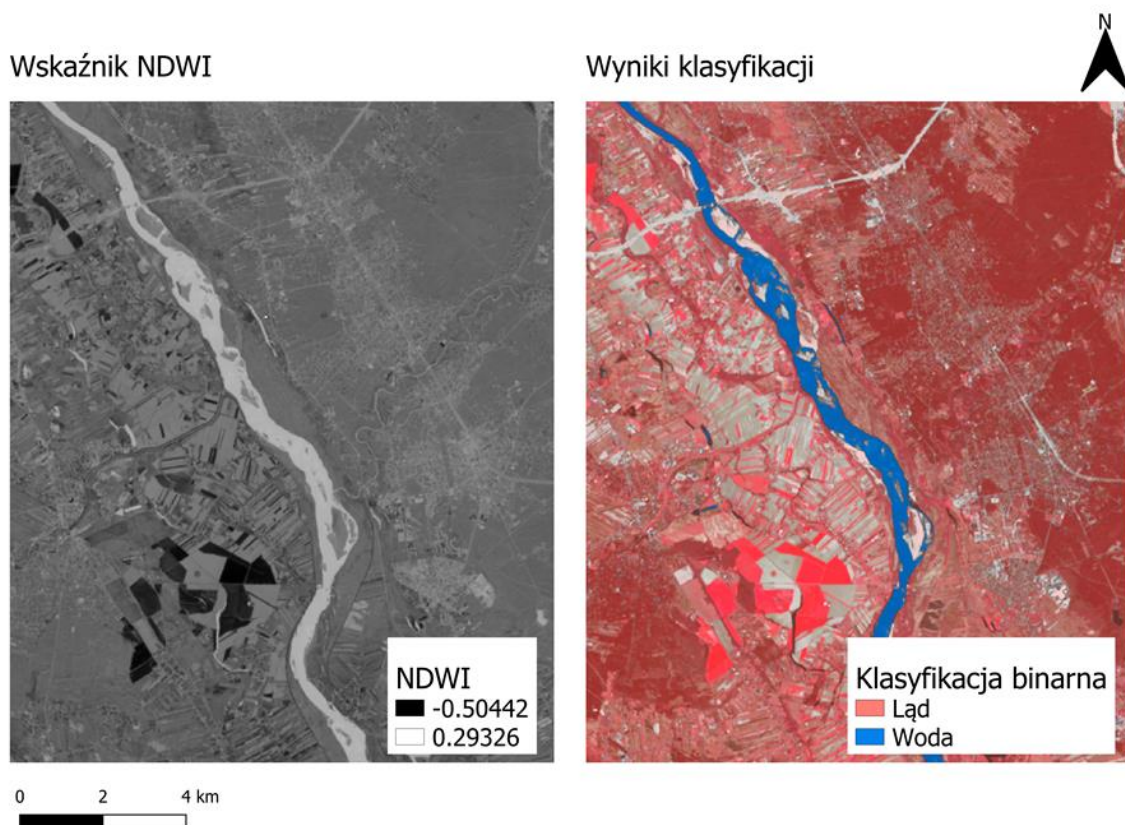 N
Wskaźnik NDWI
Wyniki klasyfikacji
NDWI
-0.50442
0.29326
Klasyfikacja binarna
Ląd
Woda
0 2 4 km